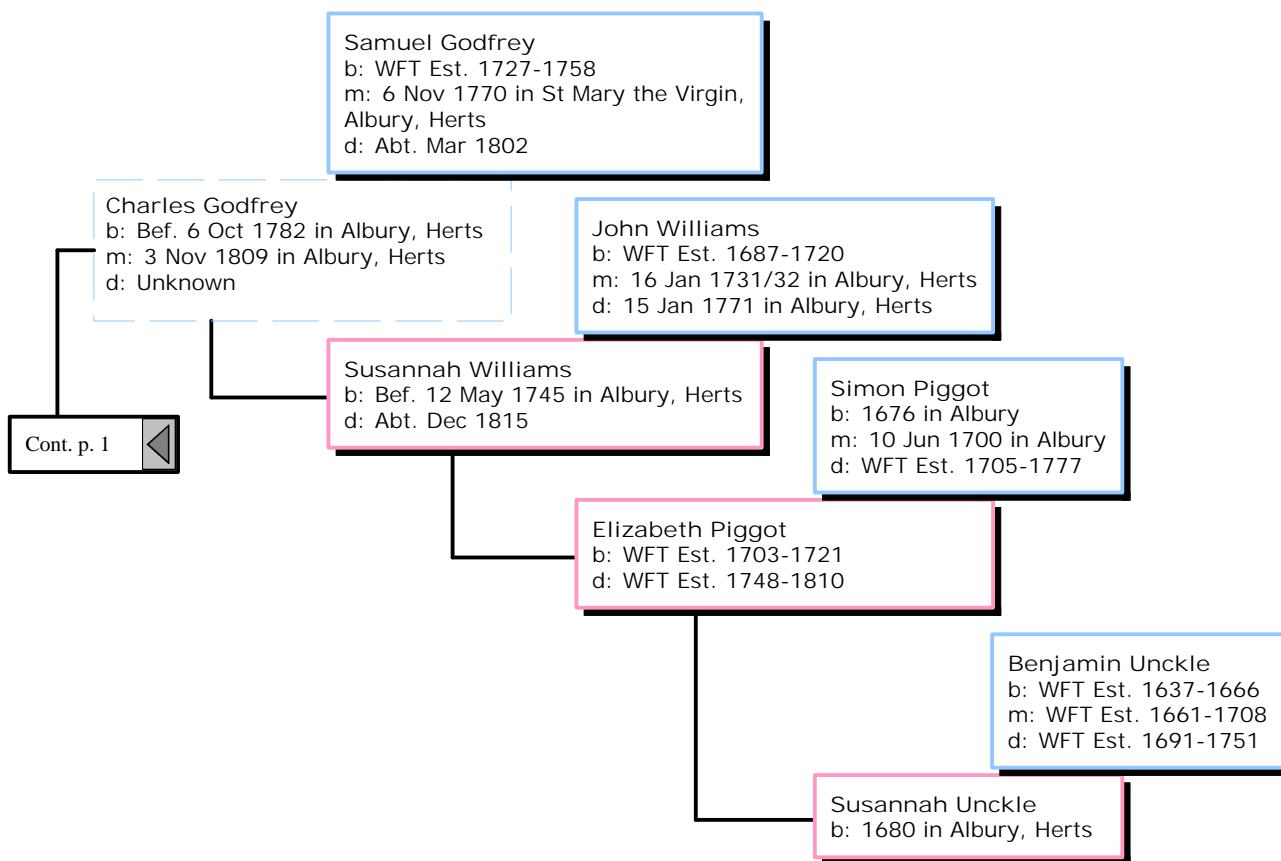 Samuel Godfrey
b: WFT Est. 1727-1758
m: 6 Nov 1770 in St Mary the Virgin,
Albury, Herts
d: Abt. Mar 1802
Charles Godfrey
b: Bef. 6 Oct 1782 in Albury, Herts
m: 3 Nov 1809 in Albury, Herts
d: Unknown
John Williams
b: WFT Est. 1687-1720
m: 16 Jan 1731/32 in Albury, Herts
d: 15 Jan 1771 in Albury, Herts
Susannah Williams
b: Bef. 12 May 1745 in Albury, Herts
d: Abt. Dec 1815
Simon Piggot
b: 1676 in Albury
m: 10 Jun 1700 in Albury
d: WFT Est. 1705-1777
Cont. p. 1
Elizabeth Piggot
b: WFT Est. 1703-1721
d: WFT Est. 1748-1810
Benjamin Unckle
b: WFT Est. 1637-1666
m: WFT Est. 1661-1708
d: WFT Est. 1691-1751
Susannah Unckle
b: 1680 in Albury, Herts